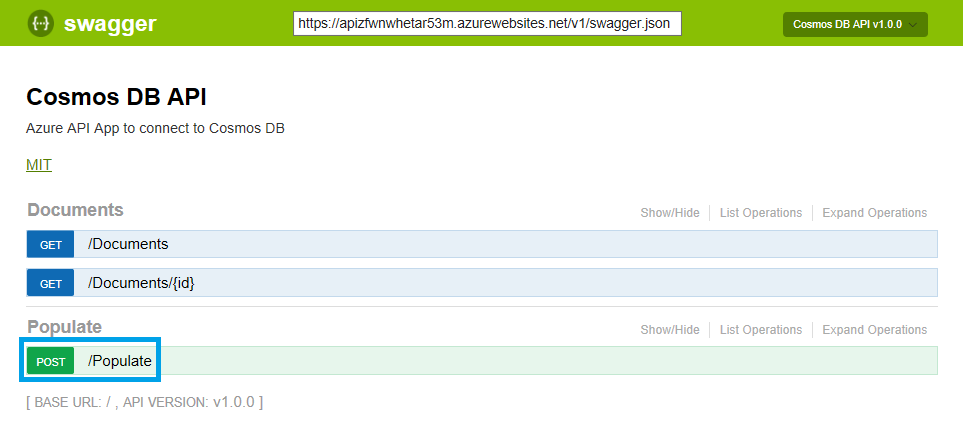 {··} swagger https://apizfwnwhetar53m.azurewebsites.net/v1/swagger.json Cosmos DB API v1.0.0
Cosmos DB API
Azure API App to connect to Cosmos DB
MIT
Documents Show/Hide List Operations Expand Operations
GET /Documents
GET /Documents/{id}
Populate Show/Hide List Operations Expand Operations
POST /Populate
[ BASE URL: / , API VERSION: v1.0.0 ]